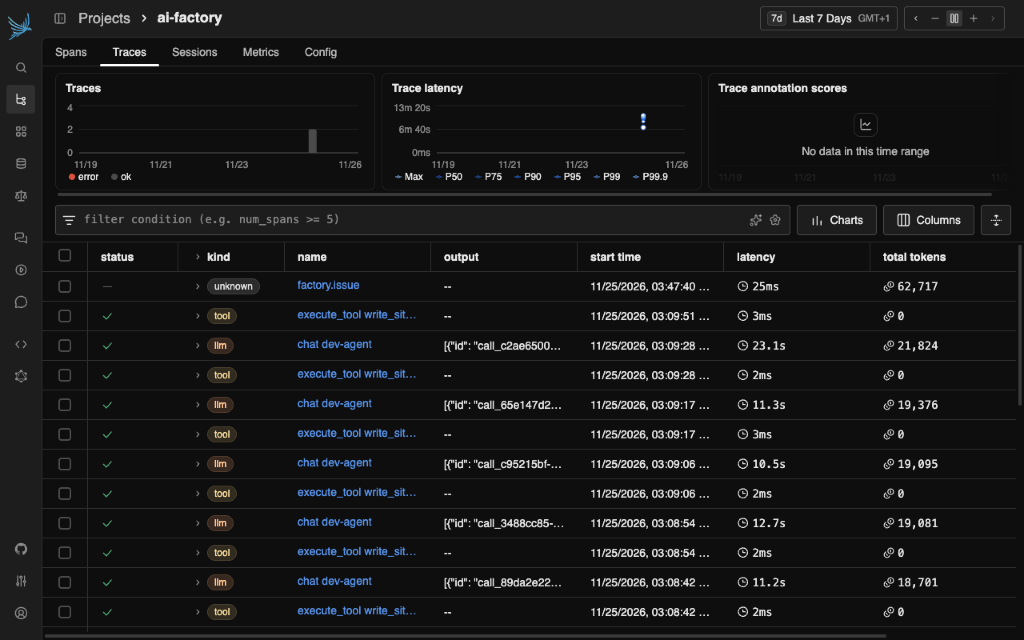 Projects › ai-factory
7d Last 7 Days GMT+1
Spans Traces Sessions Metrics Config
Traces
4
2
0
11/19 11/21 11/23 11/26
error ok
Trace latency
13m 20s
6m 40s
0ms
11/19 11/21 11/23 11/26
Max P50 P75 P90 P95 P99 P99.9
Trace annotation scores
No data in this time range
11/19 11/21 11/23
filter condition (e.g. num_spans >= 5)
Charts Columns
status kind name output start time latency total tokens
— unknown factory.issue -- 11/25/2026, 03:47:40 ... 25ms 62,717
tool execute_tool write_sit... -- 11/25/2026, 03:09:51 ... 3ms 0
llm chat dev-agent [{"id": "call_c2ae6500... 11/25/2026, 03:09:28 ... 23.1s 21,824
tool execute_tool write_sit... -- 11/25/2026, 03:09:28 ... 2ms 0
llm chat dev-agent [{"id": "call_65e147d2... 11/25/2026, 03:09:17 ... 11.3s 19,376
tool execute_tool write_sit... -- 11/25/2026, 03:09:17 ... 3ms 0
llm chat dev-agent [{"id": "call_c95215bf-... 11/25/2026, 03:09:06 ... 10.5s 19,095
tool execute_tool write_sit... -- 11/25/2026, 03:09:06 ... 2ms 0
llm chat dev-agent [{"id": "call_3488cc85-... 11/25/2026, 03:08:54 ... 12.7s 19,081
tool execute_tool write_sit... -- 11/25/2026, 03:08:54 ... 2ms 0
llm chat dev-agent [{"id": "call_89da2e22... 11/25/2026, 03:08:42 ... 11.2s 18,701
tool execute_tool write_sit... -- 11/25/2026, 03:08:42 ... 2ms 0